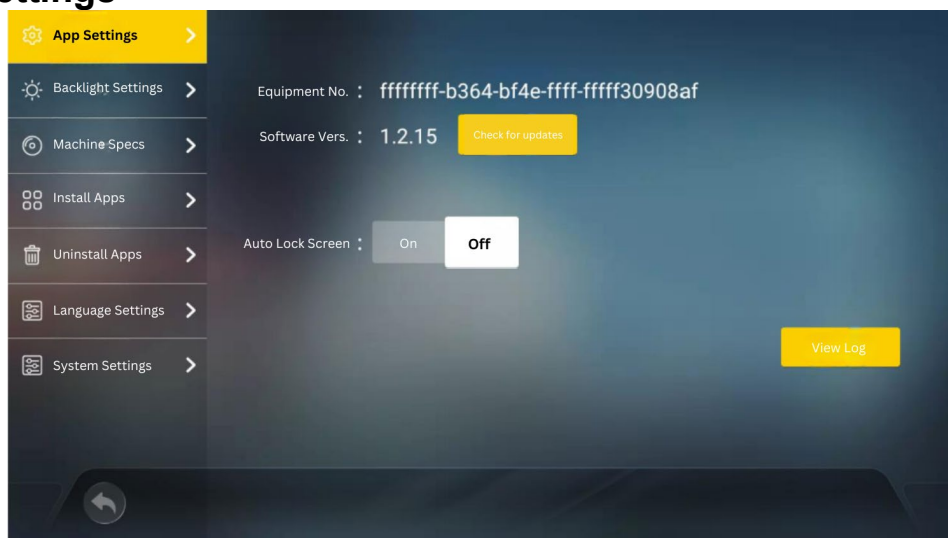 App Settings
Backlight Settings
Machine Specs
Install Apps
Uninstall Apps
Language Settings
System Settings
Equipment No. : ffffffff-b364-bf4e-ffff-fffff30908af
Software Vers. : 1.2.15 Check for updates
Auto Lock Screen : On Off
View Log